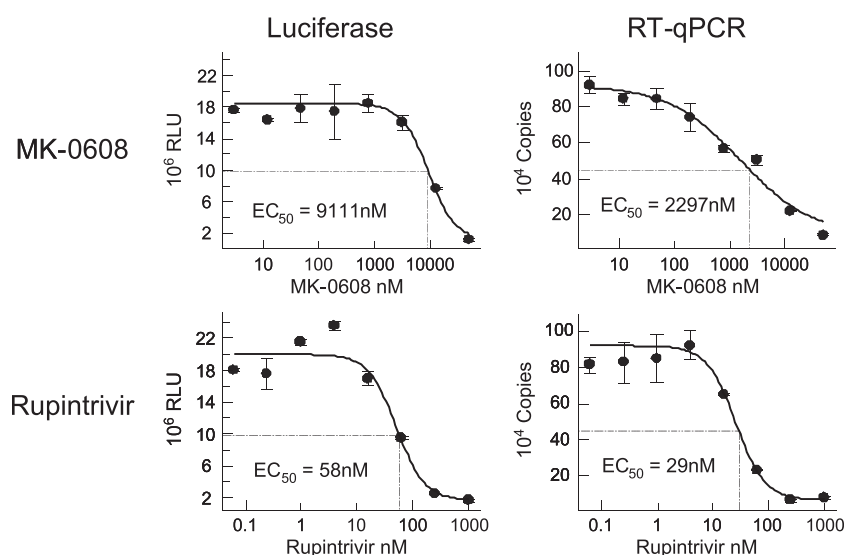 Luciferase
RT-qPCR
MK-0608
10⁶ RLU
22
18
14
10
6
2
EC₅₀ = 9111nM
10 100 1000 10000
MK-0608 nM
10⁴ Copies
100
80
60
40
20
EC₅₀ = 2297nM
10 100 1000 10000
MK-0608 nM
Rupintrivir
10⁶ RLU
22
18
14
10
6
2
EC₅₀ = 58nM
0.1 1 10 100 1000
Rupintrivir nM
10⁴ Copies
100
80
60
40
20
EC₅₀ = 29nM
0.1 1 10 100 1000
Rupintrivir nM